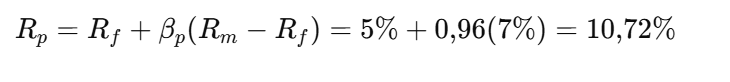 R_p = R_f + β_p(R_m − R_f) = 5% + 0,96(7%) = 10,72%